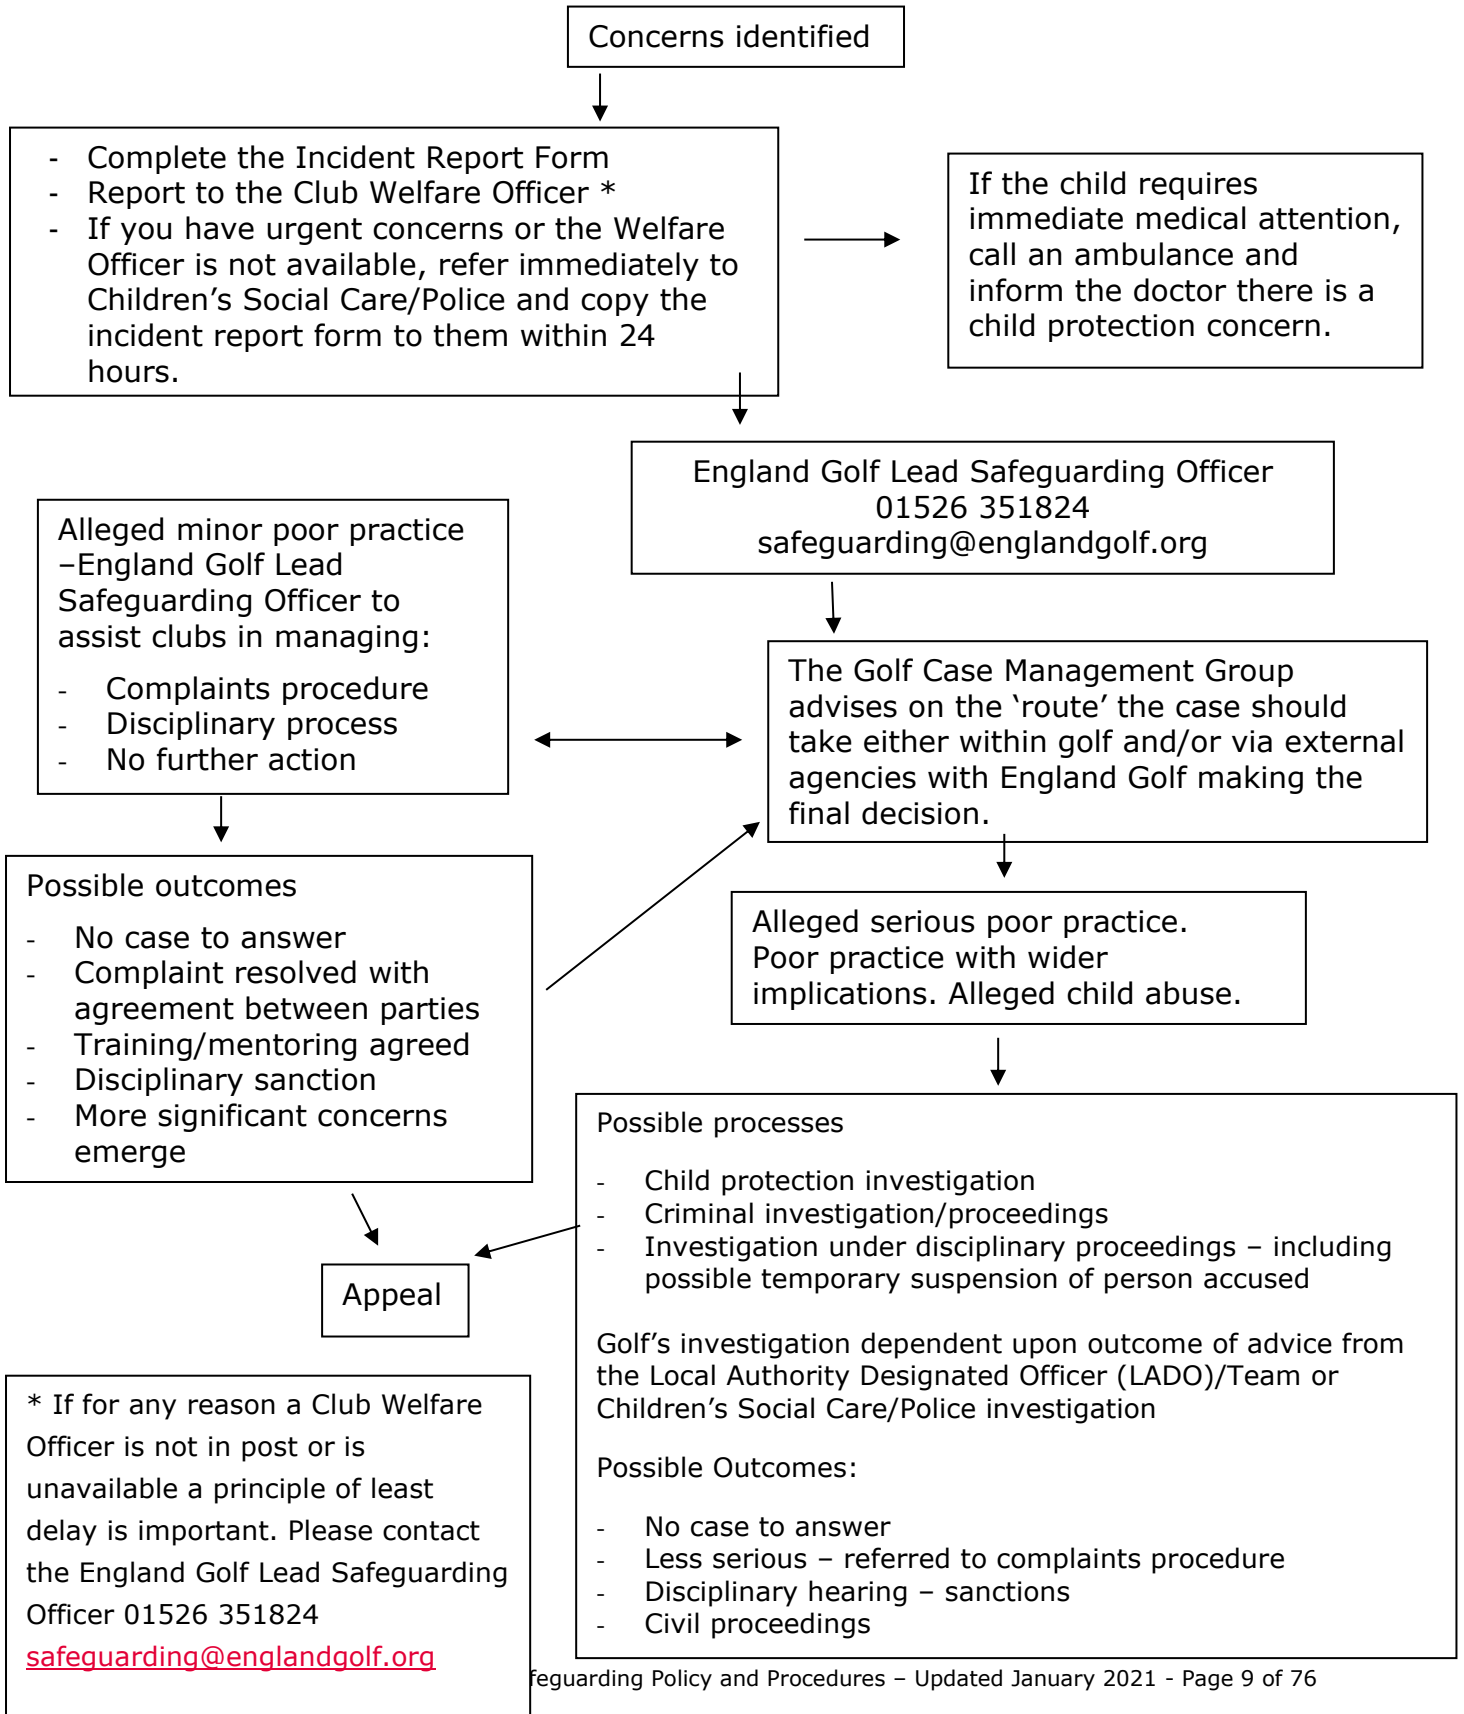 Concerns identified
- Complete the Incident Report Form
- Report to the Club Welfare Officer *
- If you have urgent concerns or the Welfare
Officer is not available, refer immediately to
Children’s Social Care/Police and copy the
incident report form to them within 24
hours.
If the child requires
immediate medical attention,
call an ambulance and
inform the doctor there is a
child protection concern.
England Golf Lead Safeguarding Officer
01526 351824
safeguarding@englandgolf.org
Alleged minor poor practice
–England Golf Lead
Safeguarding Officer to
assist clubs in managing:
- Complaints procedure
- Disciplinary process
- No further action
The Golf Case Management Group
advises on the ‘route’ the case should
take either within golf and/or via external
agencies with England Golf making the
final decision.
Possible outcomes
- No case to answer
- Complaint resolved with
agreement between parties
- Training/mentoring agreed
- Disciplinary sanction
- More significant concerns
emerge
Alleged serious poor practice.
Poor practice with wider
implications. Alleged child abuse.
Possible processes
- Child protection investigation
- Criminal investigation/proceedings
- Investigation under disciplinary proceedings – including
possible temporary suspension of person accused
Golf’s investigation dependent upon outcome of advice from
the Local Authority Designated Officer (LADO)/Team or
Children’s Social Care/Police investigation
Possible Outcomes:
- No case to answer
- Less serious – referred to complaints procedure
- Disciplinary hearing – sanctions
- Civil proceedings
Appeal
* If for any reason a Club Welfare
Officer is not in post or is
unavailable a principle of least
delay is important. Please contact
the England Golf Lead Safeguarding
Officer 01526 351824
safeguarding@englandgolf.org
feguarding Policy and Procedures – Updated January 2021 - Page 9 of 76